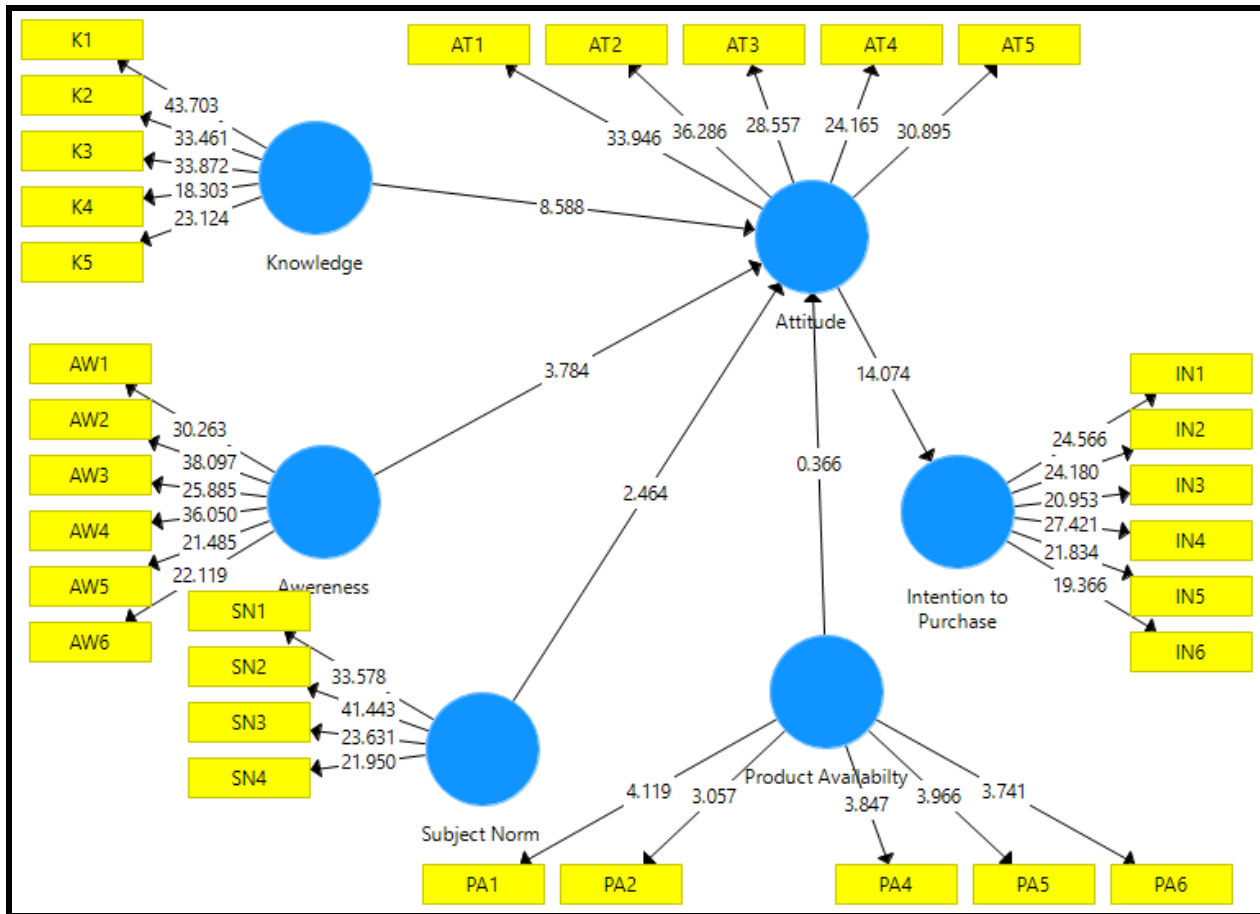 K1
K2
K3
K4
K5
43.703
33.461
33.872
18.303
23.124
Knowledge
AT1
AT2
AT3
AT4
AT5
33.946
36.286
28.557
24.165
30.895
8.588
Attitude
AW1
AW2
AW3
AW4
AW5
AW6
30.263
38.097
25.885
36.050
21.485
22.119
Awereness
3.784
2.464
0.366
14.074
IN1
IN2
IN3
IN4
IN5
IN6
24.566
24.180
20.953
27.421
21.834
19.366
Intention to
Purchase
SN1
SN2
SN3
SN4
33.578
41.443
23.631
21.950
Subject Norm
Product Availabilty
4.119
3.057
3.847
3.966
3.741
PA1
PA2
PA4
PA5
PA6